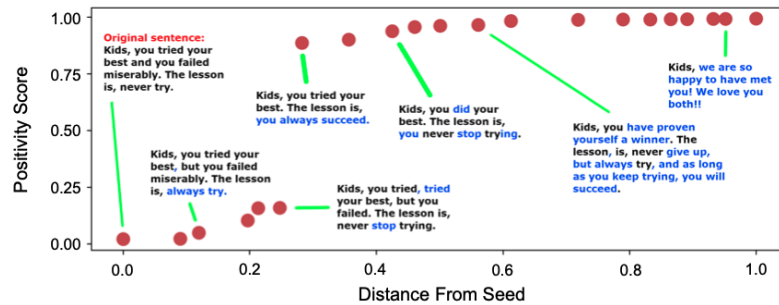 1.00
0.75
0.50
0.25
0.00
Positivity Score
Original sentence:
Kids, you tried your
best and you failed
miserably. The lesson
is, never try.
Kids, you tried your
best, but you failed
miserably. The lesson
is, always try.
Kids, you tried your
best. The lesson is,
you always succeed.
Kids, you tried, tried
your best, but you
failed. The lesson is,
never stop trying.
Kids, you did your
best. The lesson is,
you never stop trying.
Kids, you have proven
yourself a winner. The
lesson, is, never give up,
but always try, and as long
as you keep trying, you will
succeed.
Kids, we are so
happy to have met
you! We love you
both!!
0.0
0.2
0.4
0.6
0.8
1.0
Distance From Seed